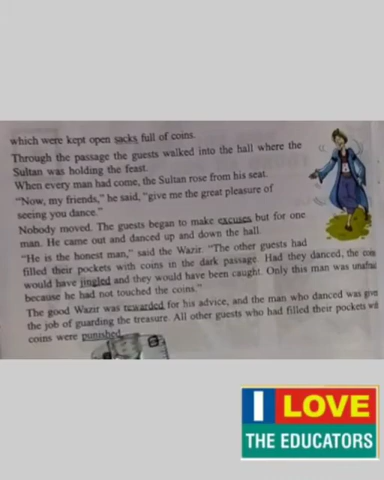 which were kept open sacks full of coins.
Through the passage the guests walked into the hall where the
Sultan was holding the feast.
When every man had come, the Sultan rose from his seat.
"Now, my friends," he said, "give me the great pleasure of
seeing you dance."
Nobody moved. The guests began to make excuses but for one
man. He came out and danced up and down the hall.
"He is the honest man," said the Wazir. "The other guests had
filled their pockets with coins in the dark passage. Had they danced, the
would have jingled and they would have been caught. Only this man was
because he had not touched the coins."
The good Wazir was rewarded for his advice, and the man who danced was
the job of guarding the treasure. All other guests who had filled their pockets
coins were punished
I LOVE
THE EDUCATORS